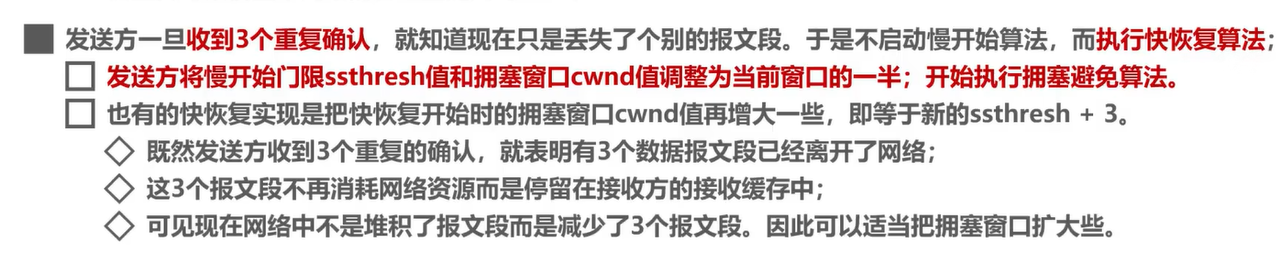 发送方一旦收到3个重复确认，就知道现在只是丢失了个别的报文段。于是不启动慢开始算法，而执行快恢复算法；
发送方将慢开始门限ssthresh值和拥塞窗口cwnd值调整为当前窗口的一半；开始执行拥塞避免算法。
也有的快恢复实现是把快恢复开始时的拥塞窗口cwnd值再增大一些，即等于新的ssthresh + 3。
既然发送方收到3个重复的确认，就表明有3个数据报文段已经离开了网络；
这3个报文段不再消耗网络资源而是停留在接收方的接收缓存中；
可见现在网络中不是堆积了报文段而是减少了3个报文段。因此可以适当把拥塞窗口扩大些。